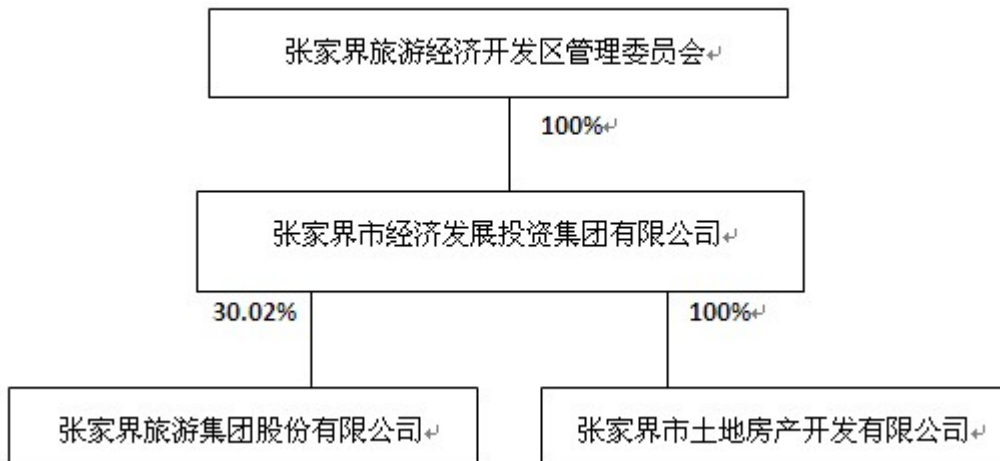 张家界旅游经济开发区管理委员会
100%
张家界市经济发展投资集团有限公司
30.02%
100%
张家界旅游集团股份有限公司
张家界市土地房产开发有限公司